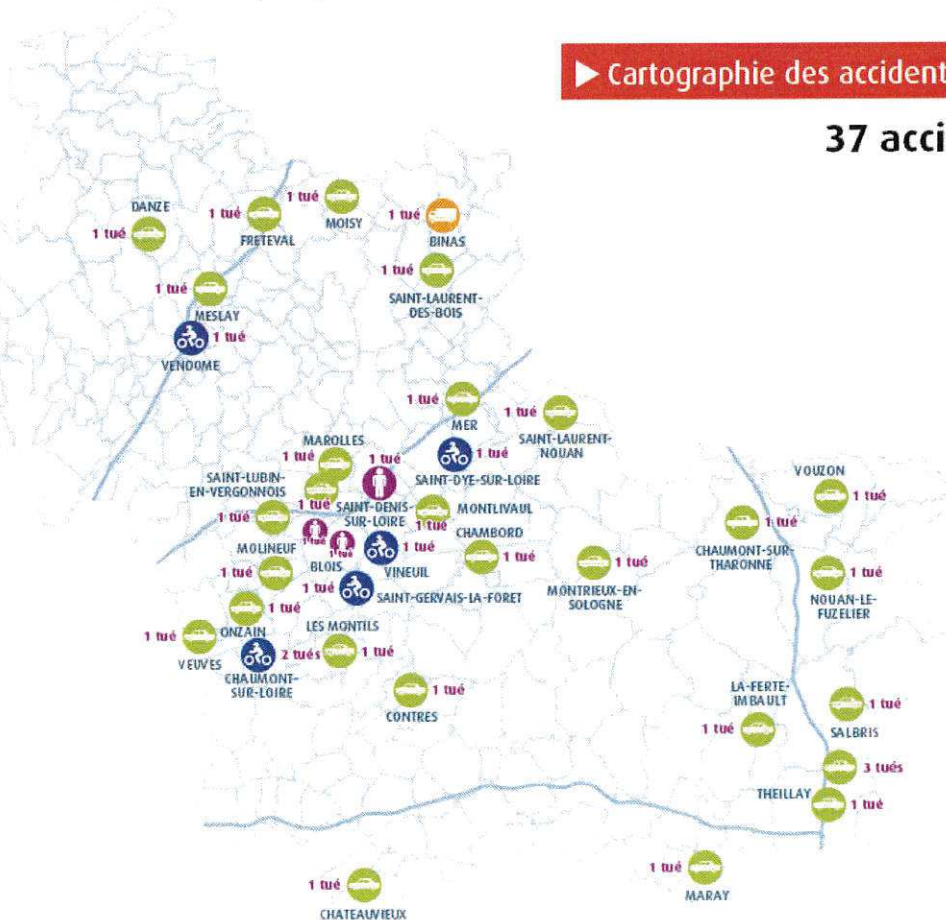 ▶ Cartographie des accident
37 acci
DANZE
1 tué
1 tué
FRETEVAL
1 tué
MOISY
1 tué
BINAS
1 tué
SAINT-LAURENT-
DES-BOIS
1 tué
MESLAY
1 tué
VENDOME
1 tué
MER
1 tué
SAINT-LAURENT-
NOUAN
1 tué
SAINT-DYE-SUR-LOIRE
MAROLLES
1 tué
1 tué
SAINT-DENIS-
SUR-LOIRE
SAINT-LUBIN-
EN-VERGONNOIS
1 tué
1 tué
MONTLIVAUL
1 tué
CHAMBORD
1 tué
MOLINEUF
1 tué
1 tué
1 tué
BLOIS
1 tué
VINEUIL
1 tué
SAINT-GERVAIS-LA-FORET
1 tué
MONTRIEUX-EN-
SOLOGNE
VOUZON
1 tué
1 tué
CHAUMONT-SUR-
THARONNE
1 tué
NOUAN-LE-
FUZELIER
1 tué
ONZAIN
1 tué
VEUVES
2 tués
CHAUMONT-
SUR-LOIRE
LES MONTILS
1 tué
1 tué
CONTRES
LA-FERTE-
IMBAULT
1 tué
1 tué
SALBRIS
3 tués
THEILLAY
1 tué
1 tué
CHATEAUVIEUX
1 tué
MARAY